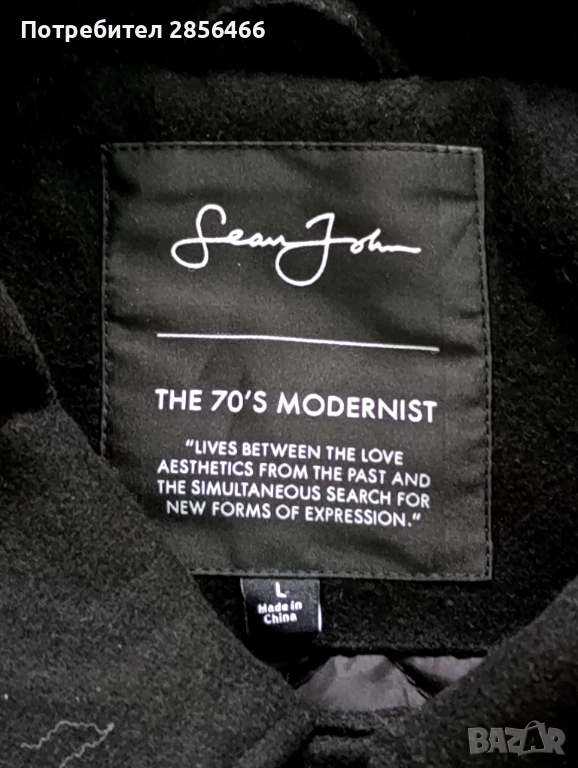 Потребител 2856466
Sean John
THE 70'S MODERNIST
"LIVES BETWEEN THE LOVE
AESTHETICS FROM THE PAST AND
THE SIMULTANEOUS SEARCH FOR
NEW FORMS OF EXPRESSION."
L
Made in
China
BAZAR